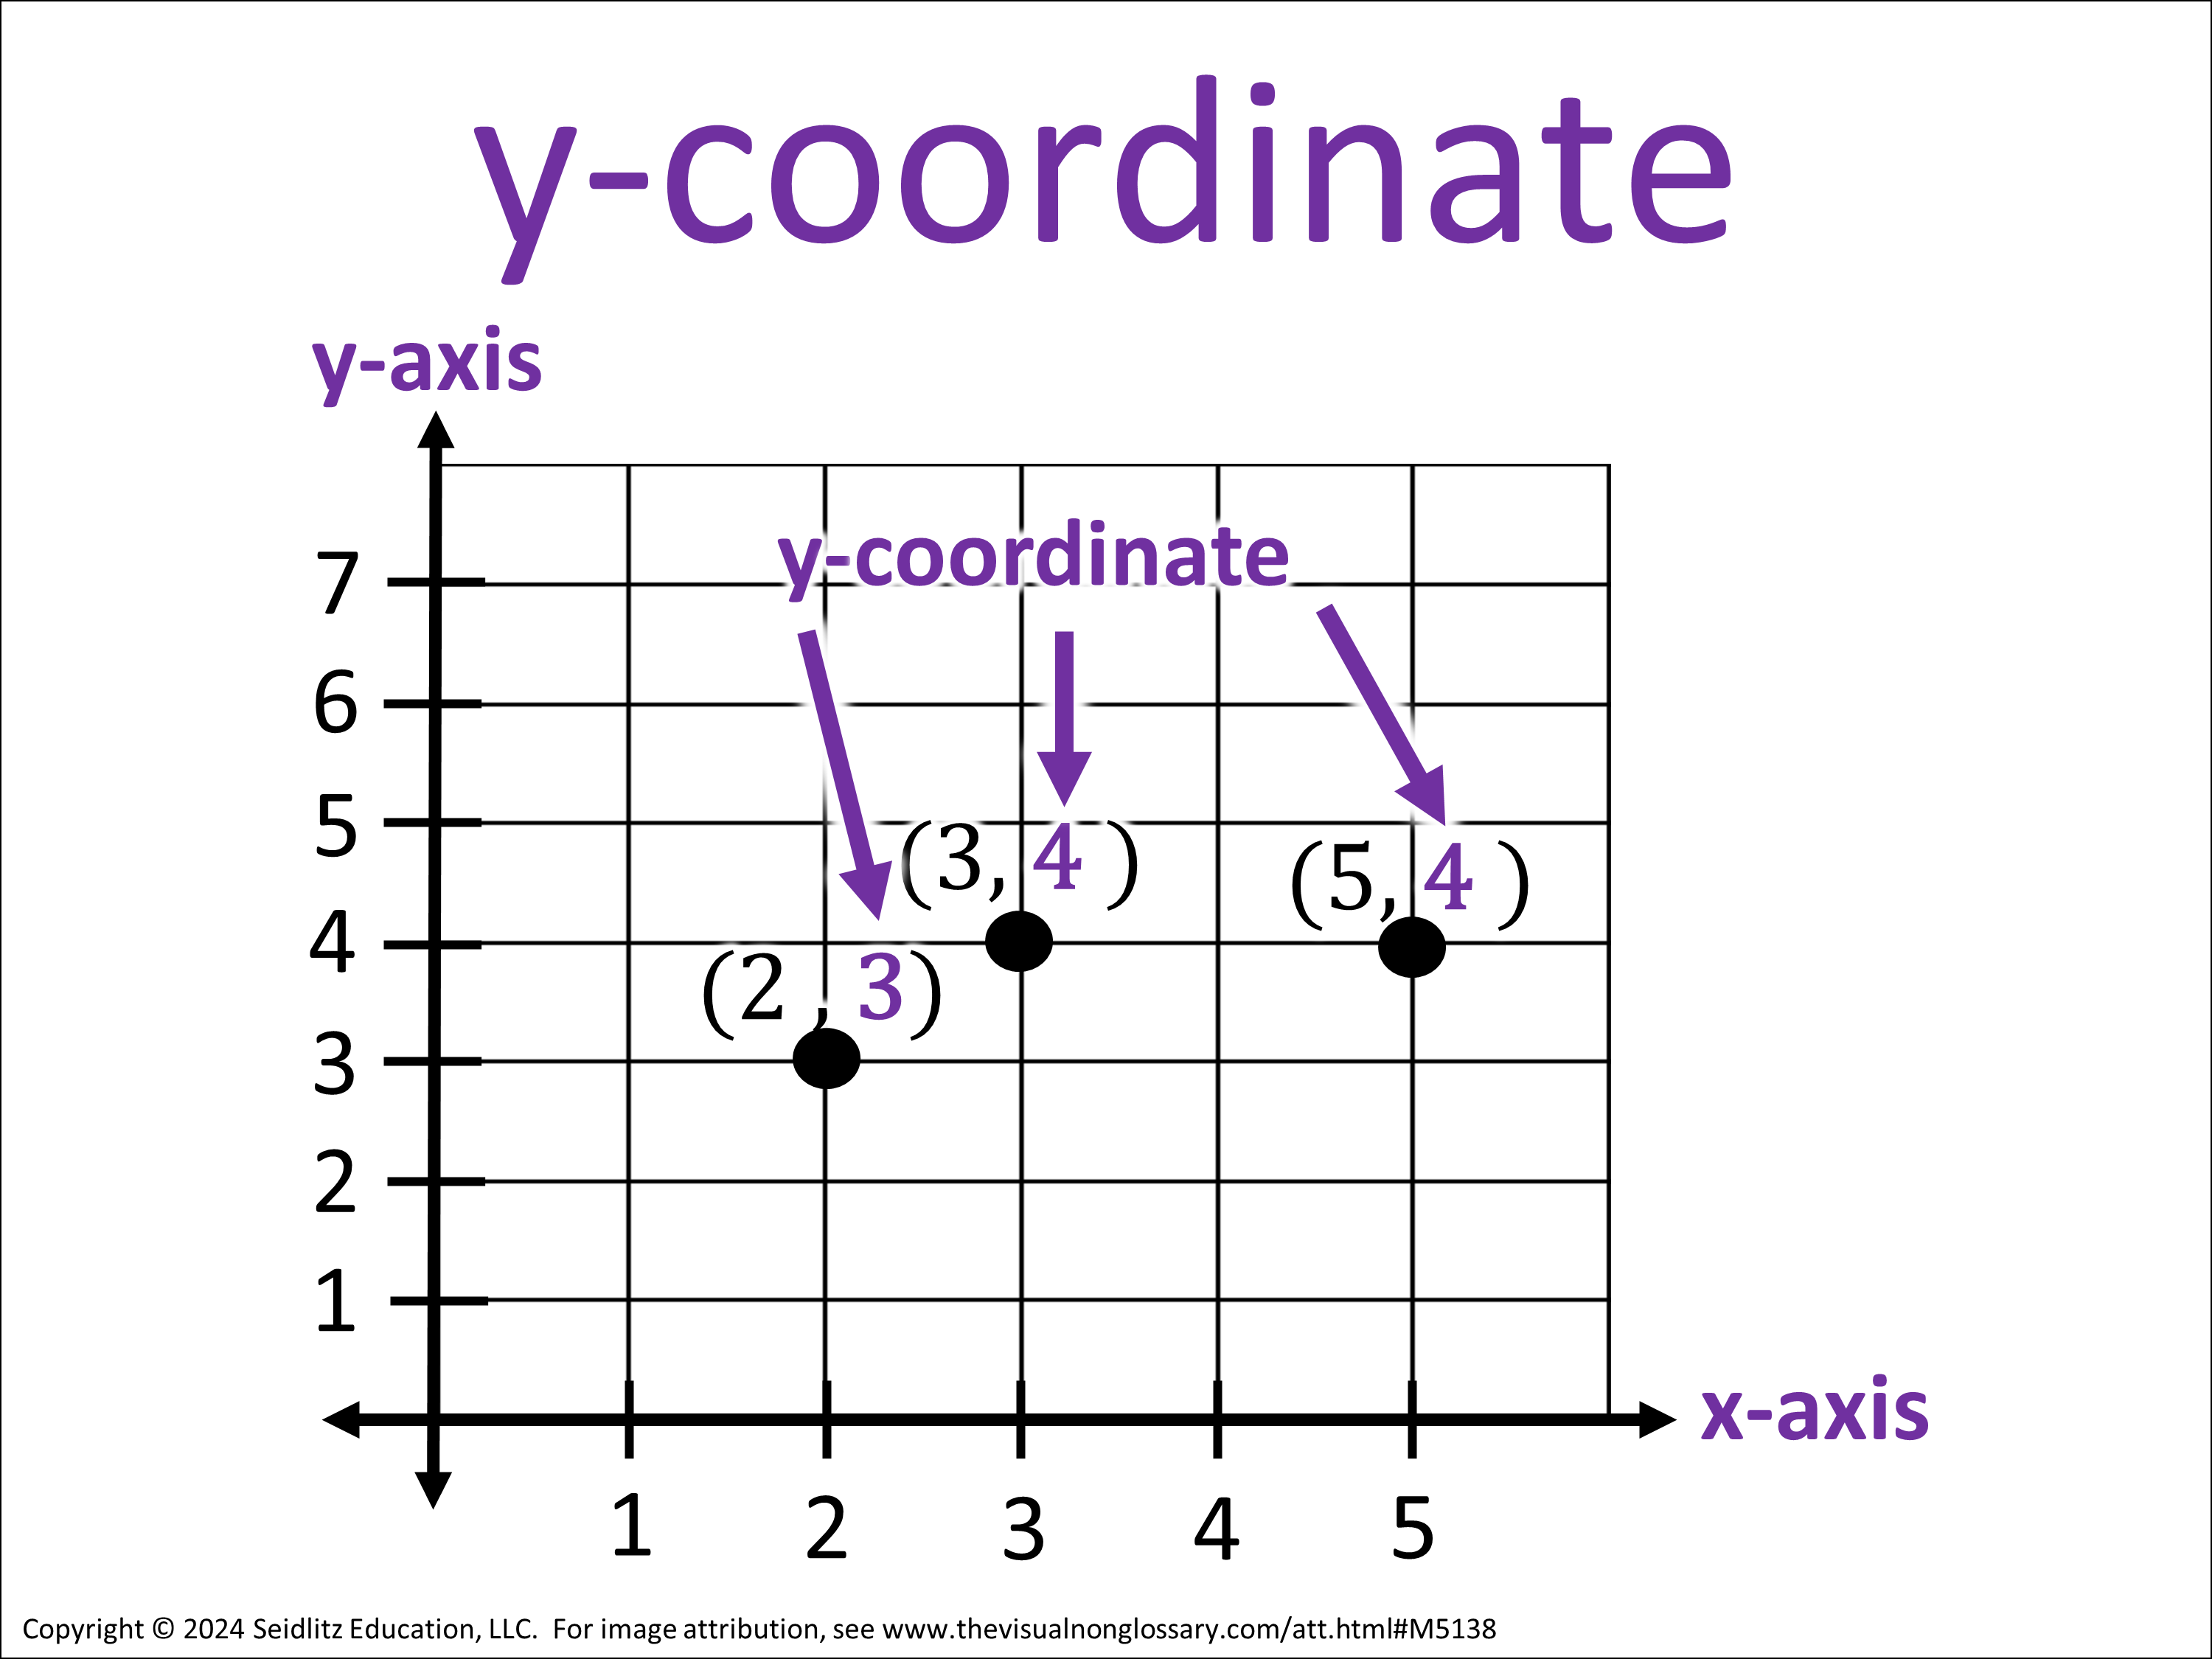 y-coordinate
y-axis
y-coordinate
7
6
5
(3, 4 )
(5, 4 )
4
(2 , 3)
3
2
1
x-axis
1 2 3 4 5
Copyright © 2024 Seidlitz Education, LLC.  For image attribution, see www.thevisualnonglossary.com/att.html#M5138